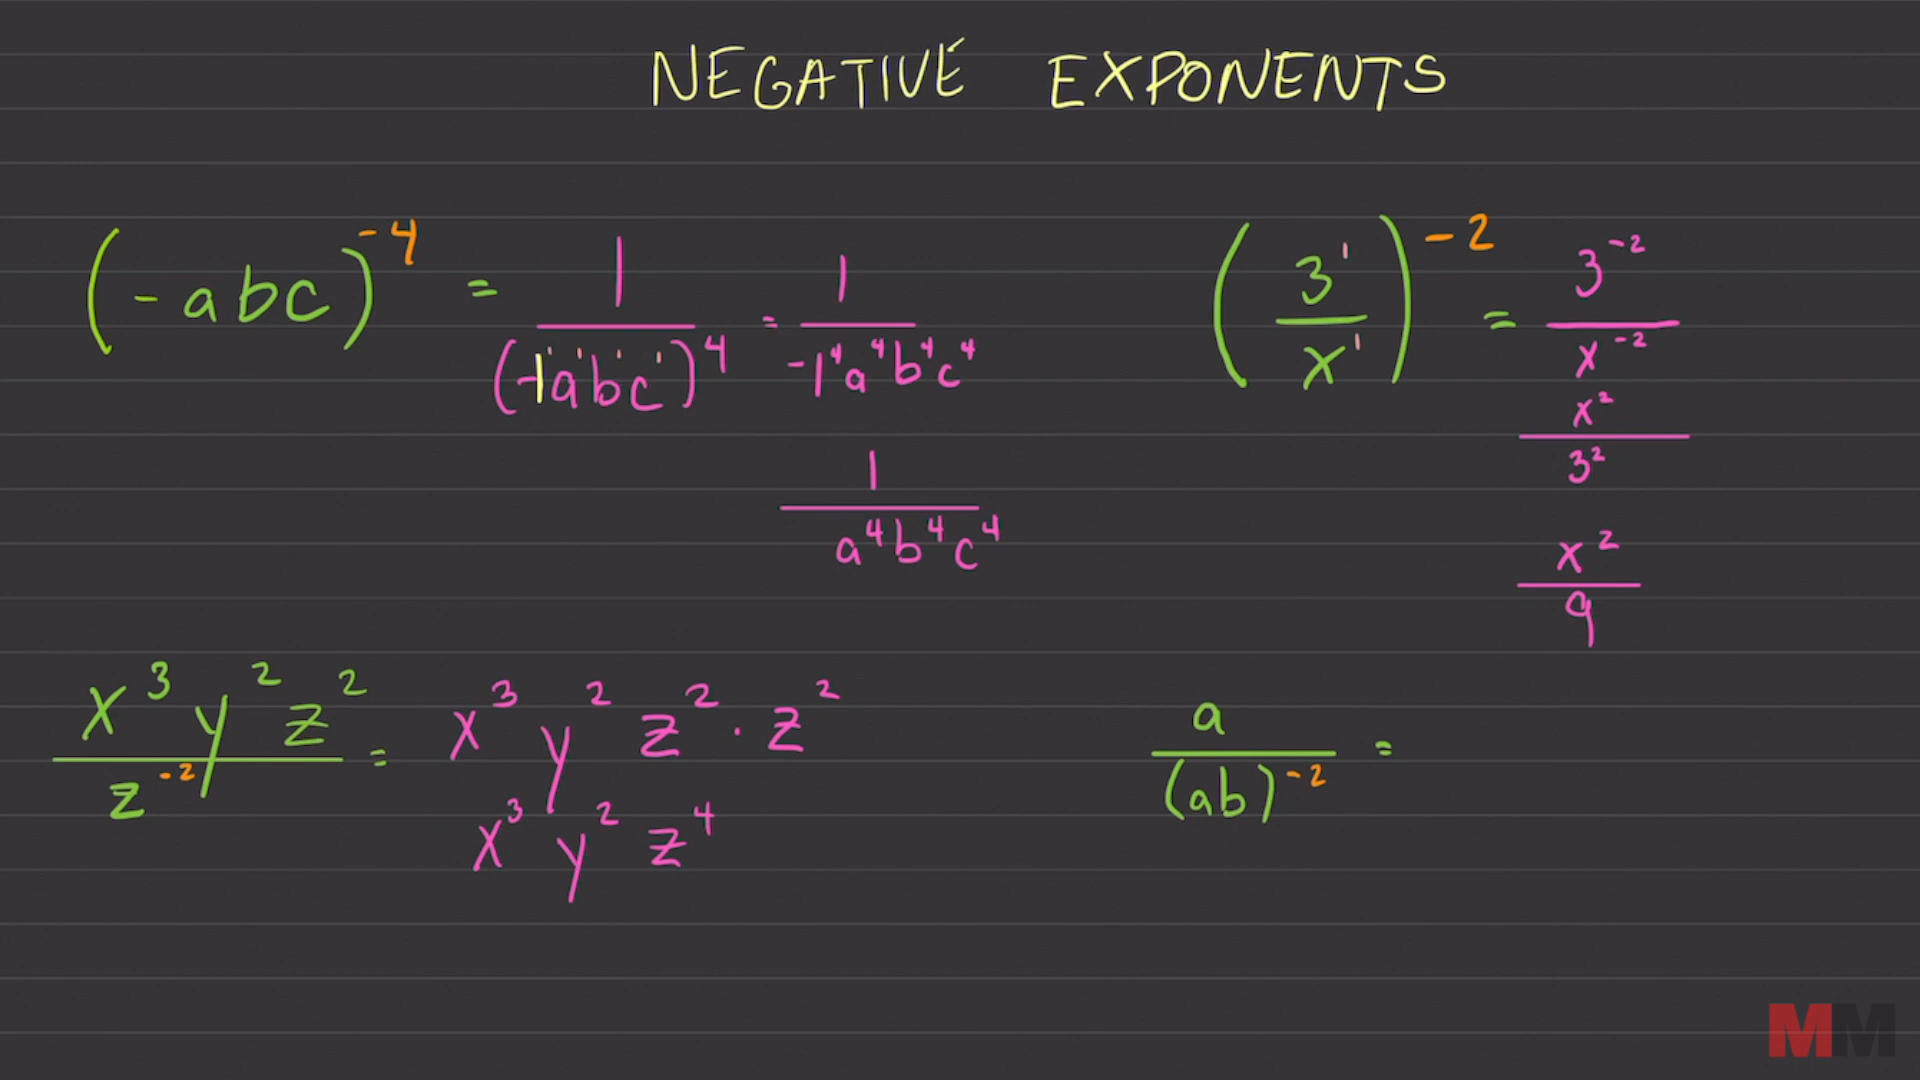 NEGATIVE EXPONENTS
(-abc)^-4 = 1/(-1^1a^1b^1c^1)^4 = 1/-1^4a^4b^4c^4
1/a^4b^4c^4
(3^1/x^1)^-2 = 3^-2/x^-2
x^2/3^2
x^2/9
x^3y^2z^2/z^-2 = x^3y^2z^2·z^2
x^3y^2z^4
a/(ab)^-2 =
MM